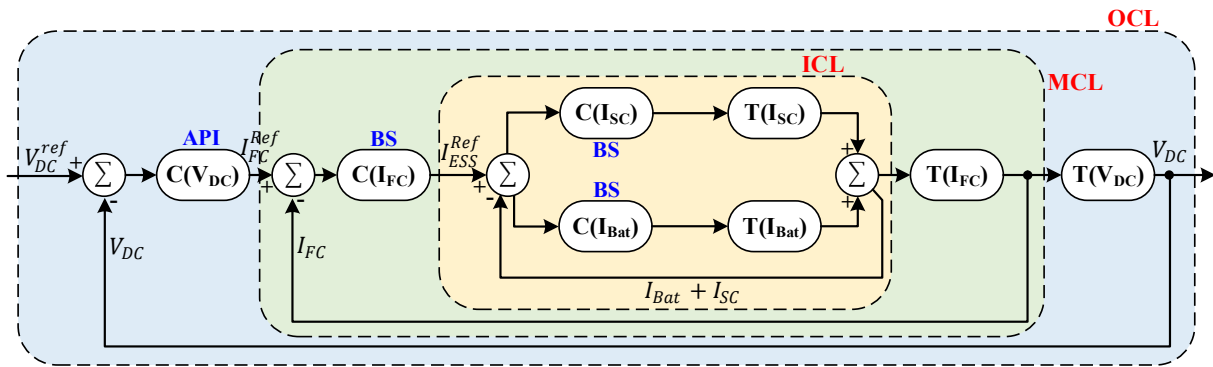 OCL
ICL
MCL
C(I_SC)
T(I_SC)
BS
API
I_FC^Ref
BS
I_ESS^Ref
V_DC^ref
+
∑
-
C(V_DC)
+
∑
-
C(I_FC)
+
∑
-
BS
+
∑
+
T(I_FC)
T(V_DC)
V_DC
C(I_Bat)
T(I_Bat)
V_DC
I_FC
I_Bat + I_SC